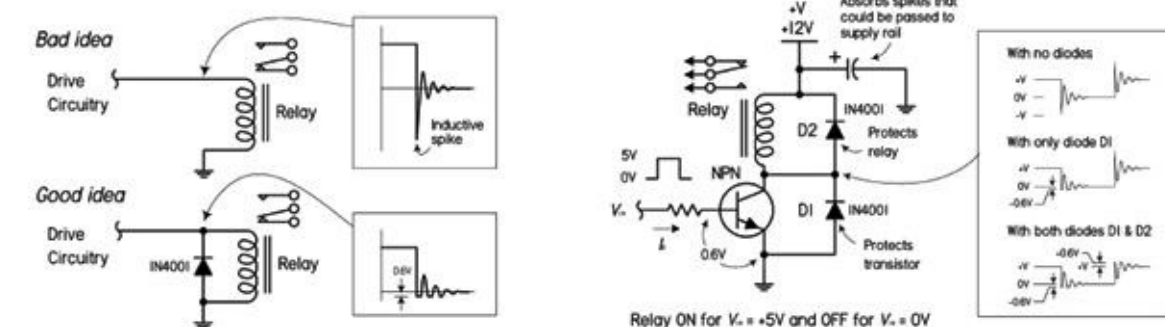 Bad idea
Drive
Circuitry
Relay
Inductive
spike
Good idea
Drive
Circuitry
IN4001
Relay
0.6V
Absorbs spikes that
could be passed to
supply rail
+V
+12V
+
Relay
IN4001
D2
Protects
relay
5V
0V
NPN
D1
IN4001
0.6V
Protects
transistor
Relay ON for V = +5V and OFF for V = 0V
With no diodes
+V
0V
-V
With only diode D1
+V
0V
-0.6V
With both diodes D1 & D2
-0.6V
+V
+V
0V
-0.6V